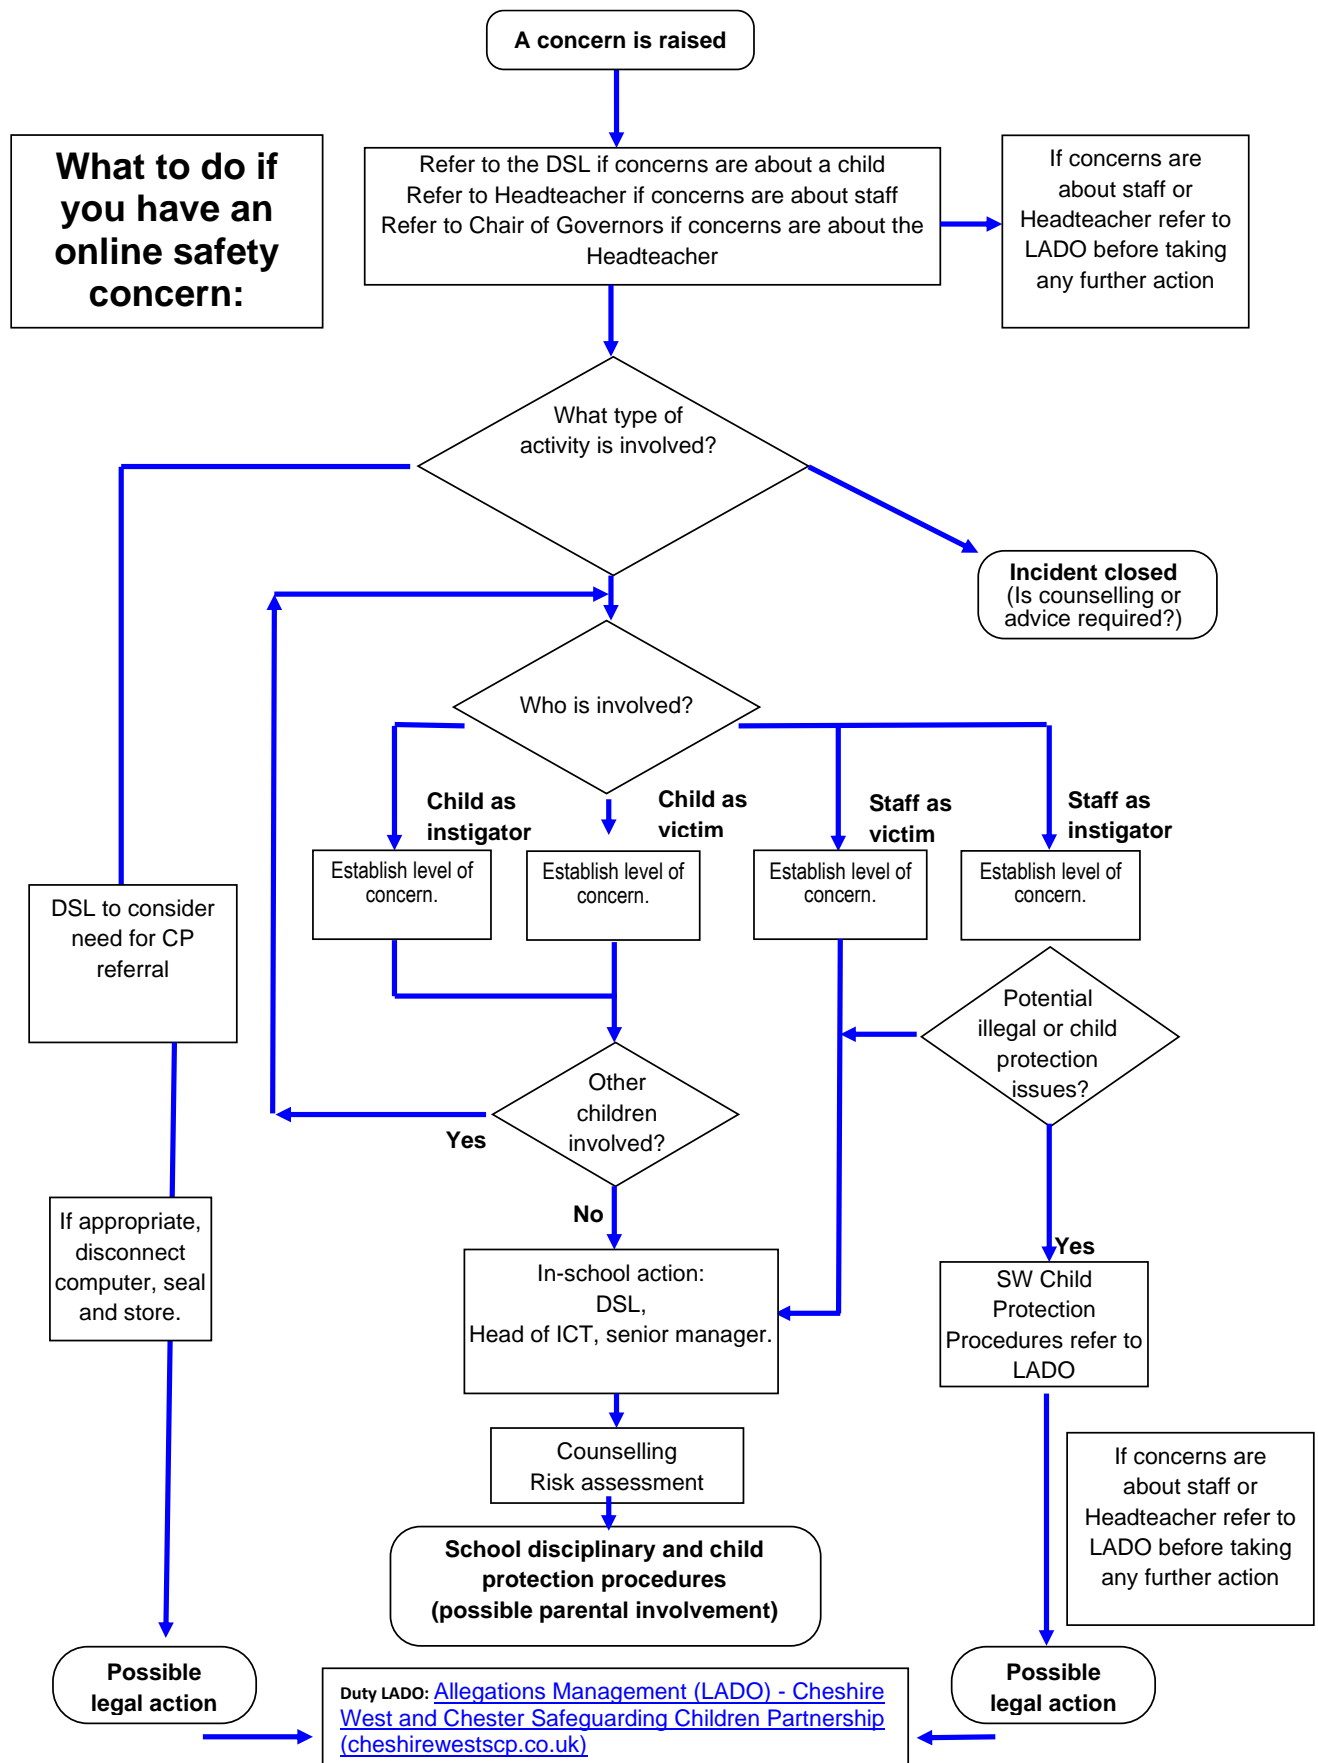 A concern is raised
What to do if
you have an
online safety
concern:
Refer to the DSL if concerns are about a child
Refer to Headteacher if concerns are about staff
Refer to Chair of Governors if concerns are about the
Headteacher
If concerns are
about staff or
Headteacher refer to
LADO before taking
any further action
What type of
activity is involved?
Incident closed
(Is counselling or
advice required?)
Who is involved?
Child as
instigator
Child as
victim
Staff as
victim
Staff as
instigator
Establish level of
concern.
Establish level of
concern.
Establish level of
concern.
Establish level of
concern.
DSL to consider
need for CP
referral
Potential
illegal or child
protection
issues?
Other
children
involved?
Yes
No
If appropriate,
disconnect
computer, seal
and store.
In-school action:
DSL,
Head of ICT, senior manager.
Yes
SW Child
Protection
Procedures refer to
LADO
Counselling
Risk assessment
If concerns are
about staff or
Headteacher refer to
LADO before taking
any further action
School disciplinary and child
protection procedures
(possible parental involvement)
Possible
legal action
Possible
legal action
Duty LADO: Allegations Management (LADO) - Cheshire
West and Chester Safeguarding Children Partnership
(cheshirewestscp.co.uk)